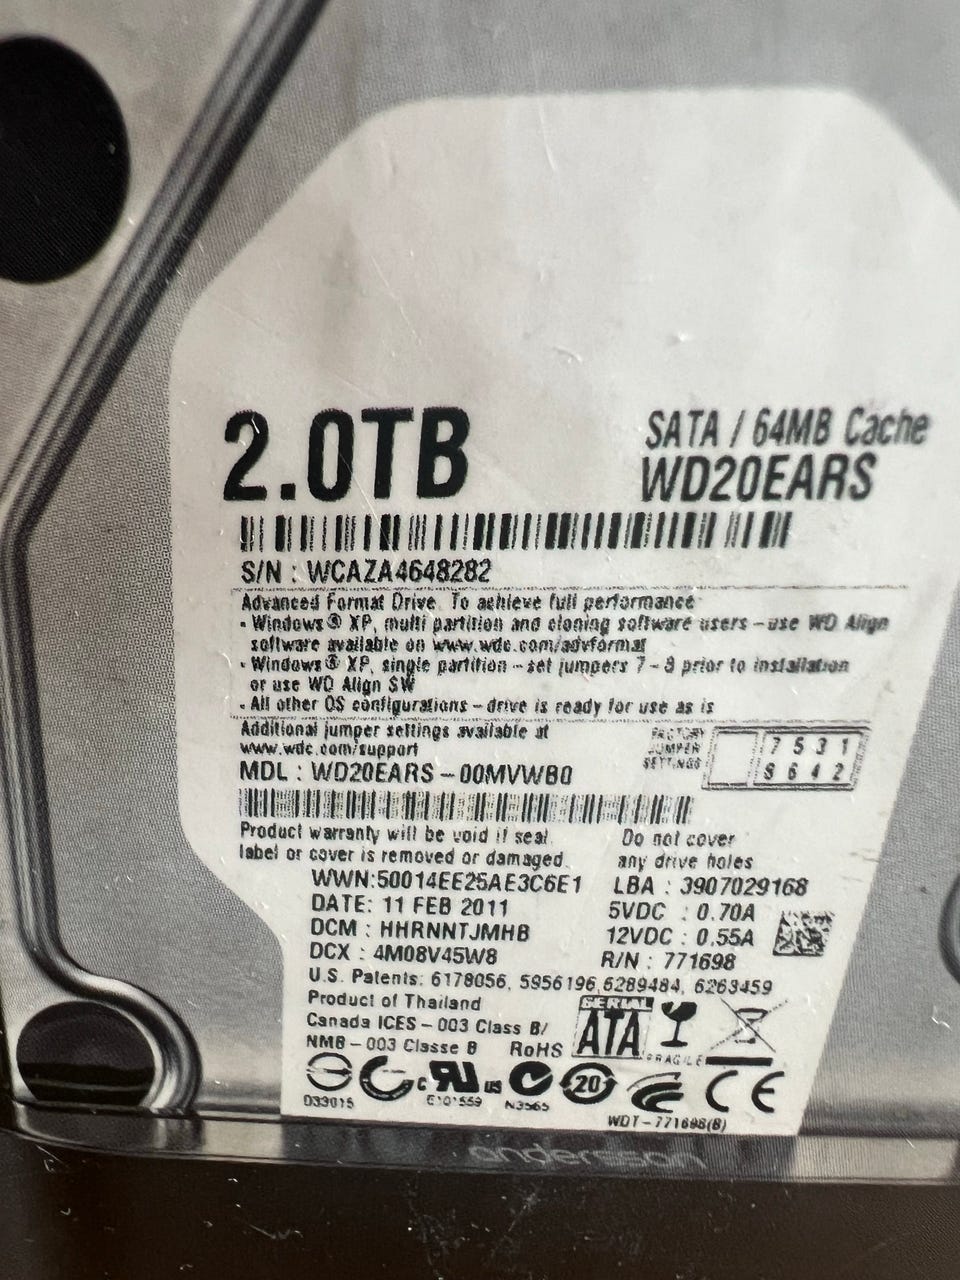 2.0TB
SATA / 64MB Cache
WD20EARS
S/N : WCAZA4648282
Advanced Format Drive To achieve full performance
- Windows® XP, multi partition and cloning software users - use WD Align
software available on www.wdc.com/advformat
- Windows® XP, single partition - set jumpers 7 - 8 prior to installation
or use WD Align SW
- All other OS configurations - drive is ready for use as is
Additional jumper settings available at
www.wdc.com/support
FACTORY
JUMPER
SETTINGS
7 5 3 1
8 6 4 2
MDL : WD20EARS - 00MVWB0
Product warranty will be void if seal
label or cover is removed or damaged
Do not cover
any drive holes
WWN:50014EE25AE3C6E1
LBA : 3907029168
DATE: 11 FEB 2011
5VDC : 0.70A
DCM : HHRNNTJMHB
12VDC : 0.55A
DCX : 4M08V45W8
R/N : 771698
U.S. Patents: 6178056, 5956196,6289484, 6263459
Product of Thailand
Canada ICES - 003 Class B/
NMB - 003 Classe B
RoHS
SERIAL
ATA
FRAGILE
c RU us
20
CE
D33015
E101559
N3565
WDT - 771698(B)
andersson